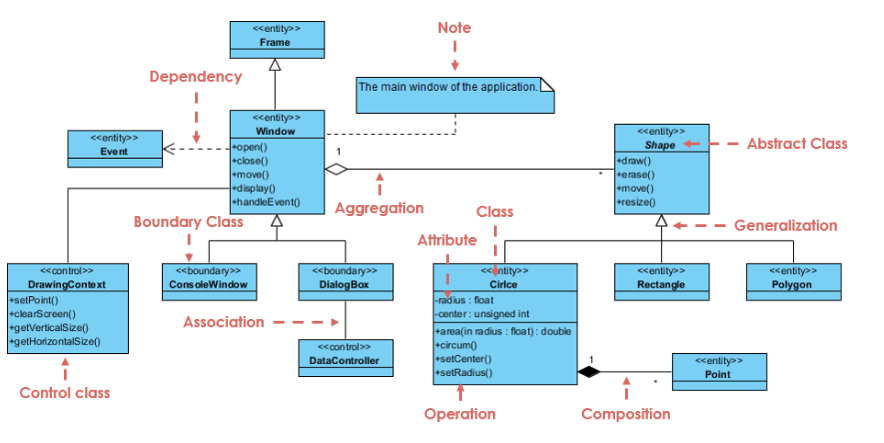 <<entity>>
Frame
Note
Dependency
The main window of the application.
<<entity>>
Event
<<entity>>
Window
+open()
+close()
+move()
+display()
+handleEvent()
1
*
Aggregation
<<entity>>
Shape
+draw()
+erase()
+move()
+resize()
Abstract Class
Generalization
Boundary Class
Class
Attribute
<<control>>
DrawingContext
+setPoint()
+clearScreen()
+getVerticalSize()
+getHorizontalSize()
Control class
<<boundary>>
ConsoleWindow
<<boundary>>
DialogBox
Association
<<control>>
DataController
<<entity>>
Cirlce
-radius : float
-center : unsigned int
+area(in radius : float) : double
+circum()
+setCenter()
+setRadius()
Operation
<<entity>>
Rectangle
<<entity>>
Polygon
1
*
Composition
<<entity>>
Point